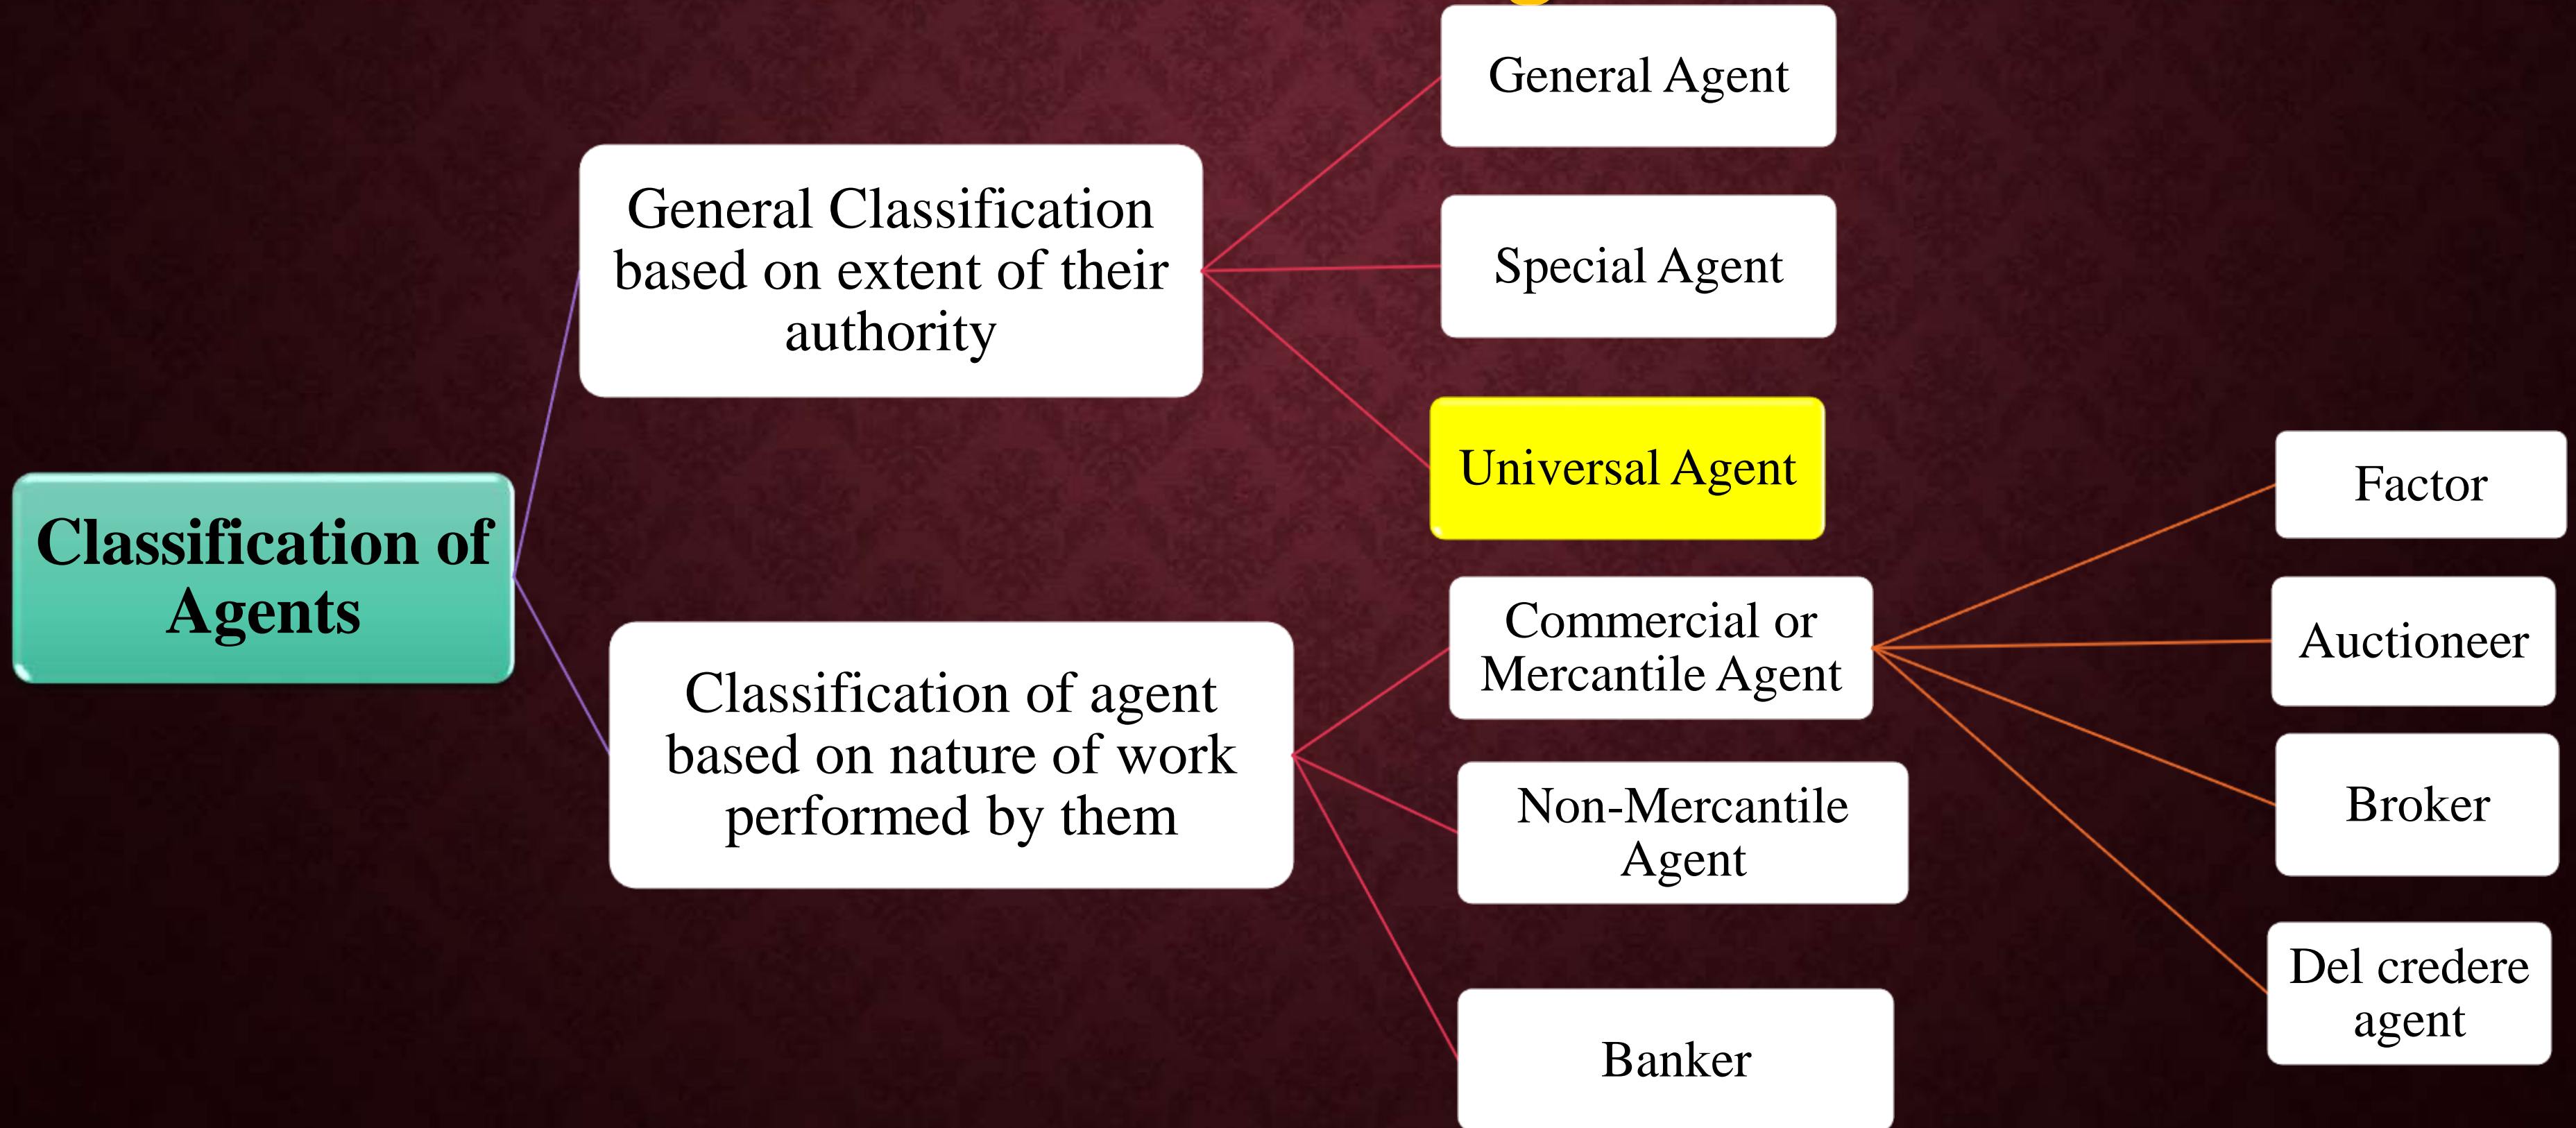 Classification of
Agents
General Classification
based on extent of their
authority
General Agent
Special Agent
Universal Agent
Classification of agent
based on nature of work
performed by them
Commercial or
Mercantile Agent
Factor
Auctioneer
Broker
Del credere
agent
Non-Mercantile
Agent
Banker